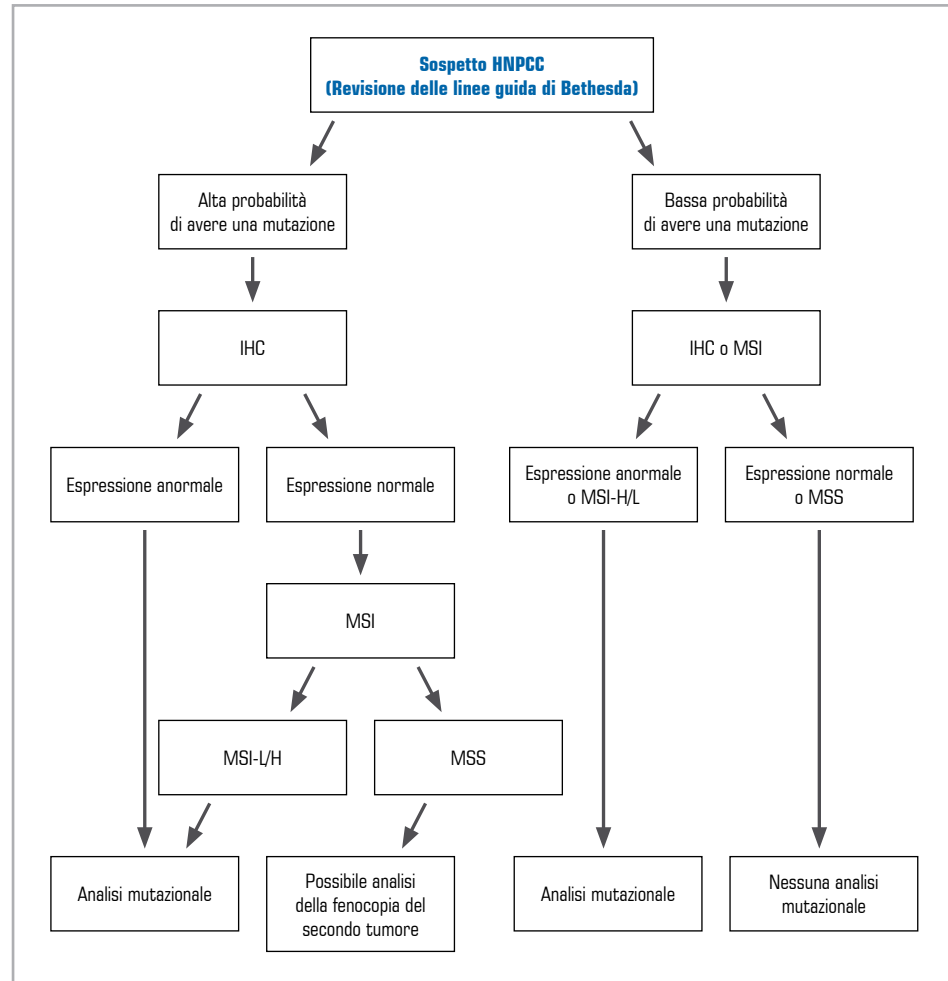 Sospetto HNPCC
(Revisione delle linee guida di Bethesda)
Alta probabilità
di avere una mutazione
Bassa probabilità
di avere una mutazione
IHC
IHC o MSI
Espressione anormale
Espressione normale
Espressione anormale
o MSI-H/L
Espressione normale
o MSS
MSI
MSI-L/H
MSS
Analisi mutazionale
Possibile analisi
della fenocopia del
secondo tumore
Analisi mutazionale
Nessuna analisi
mutazionale